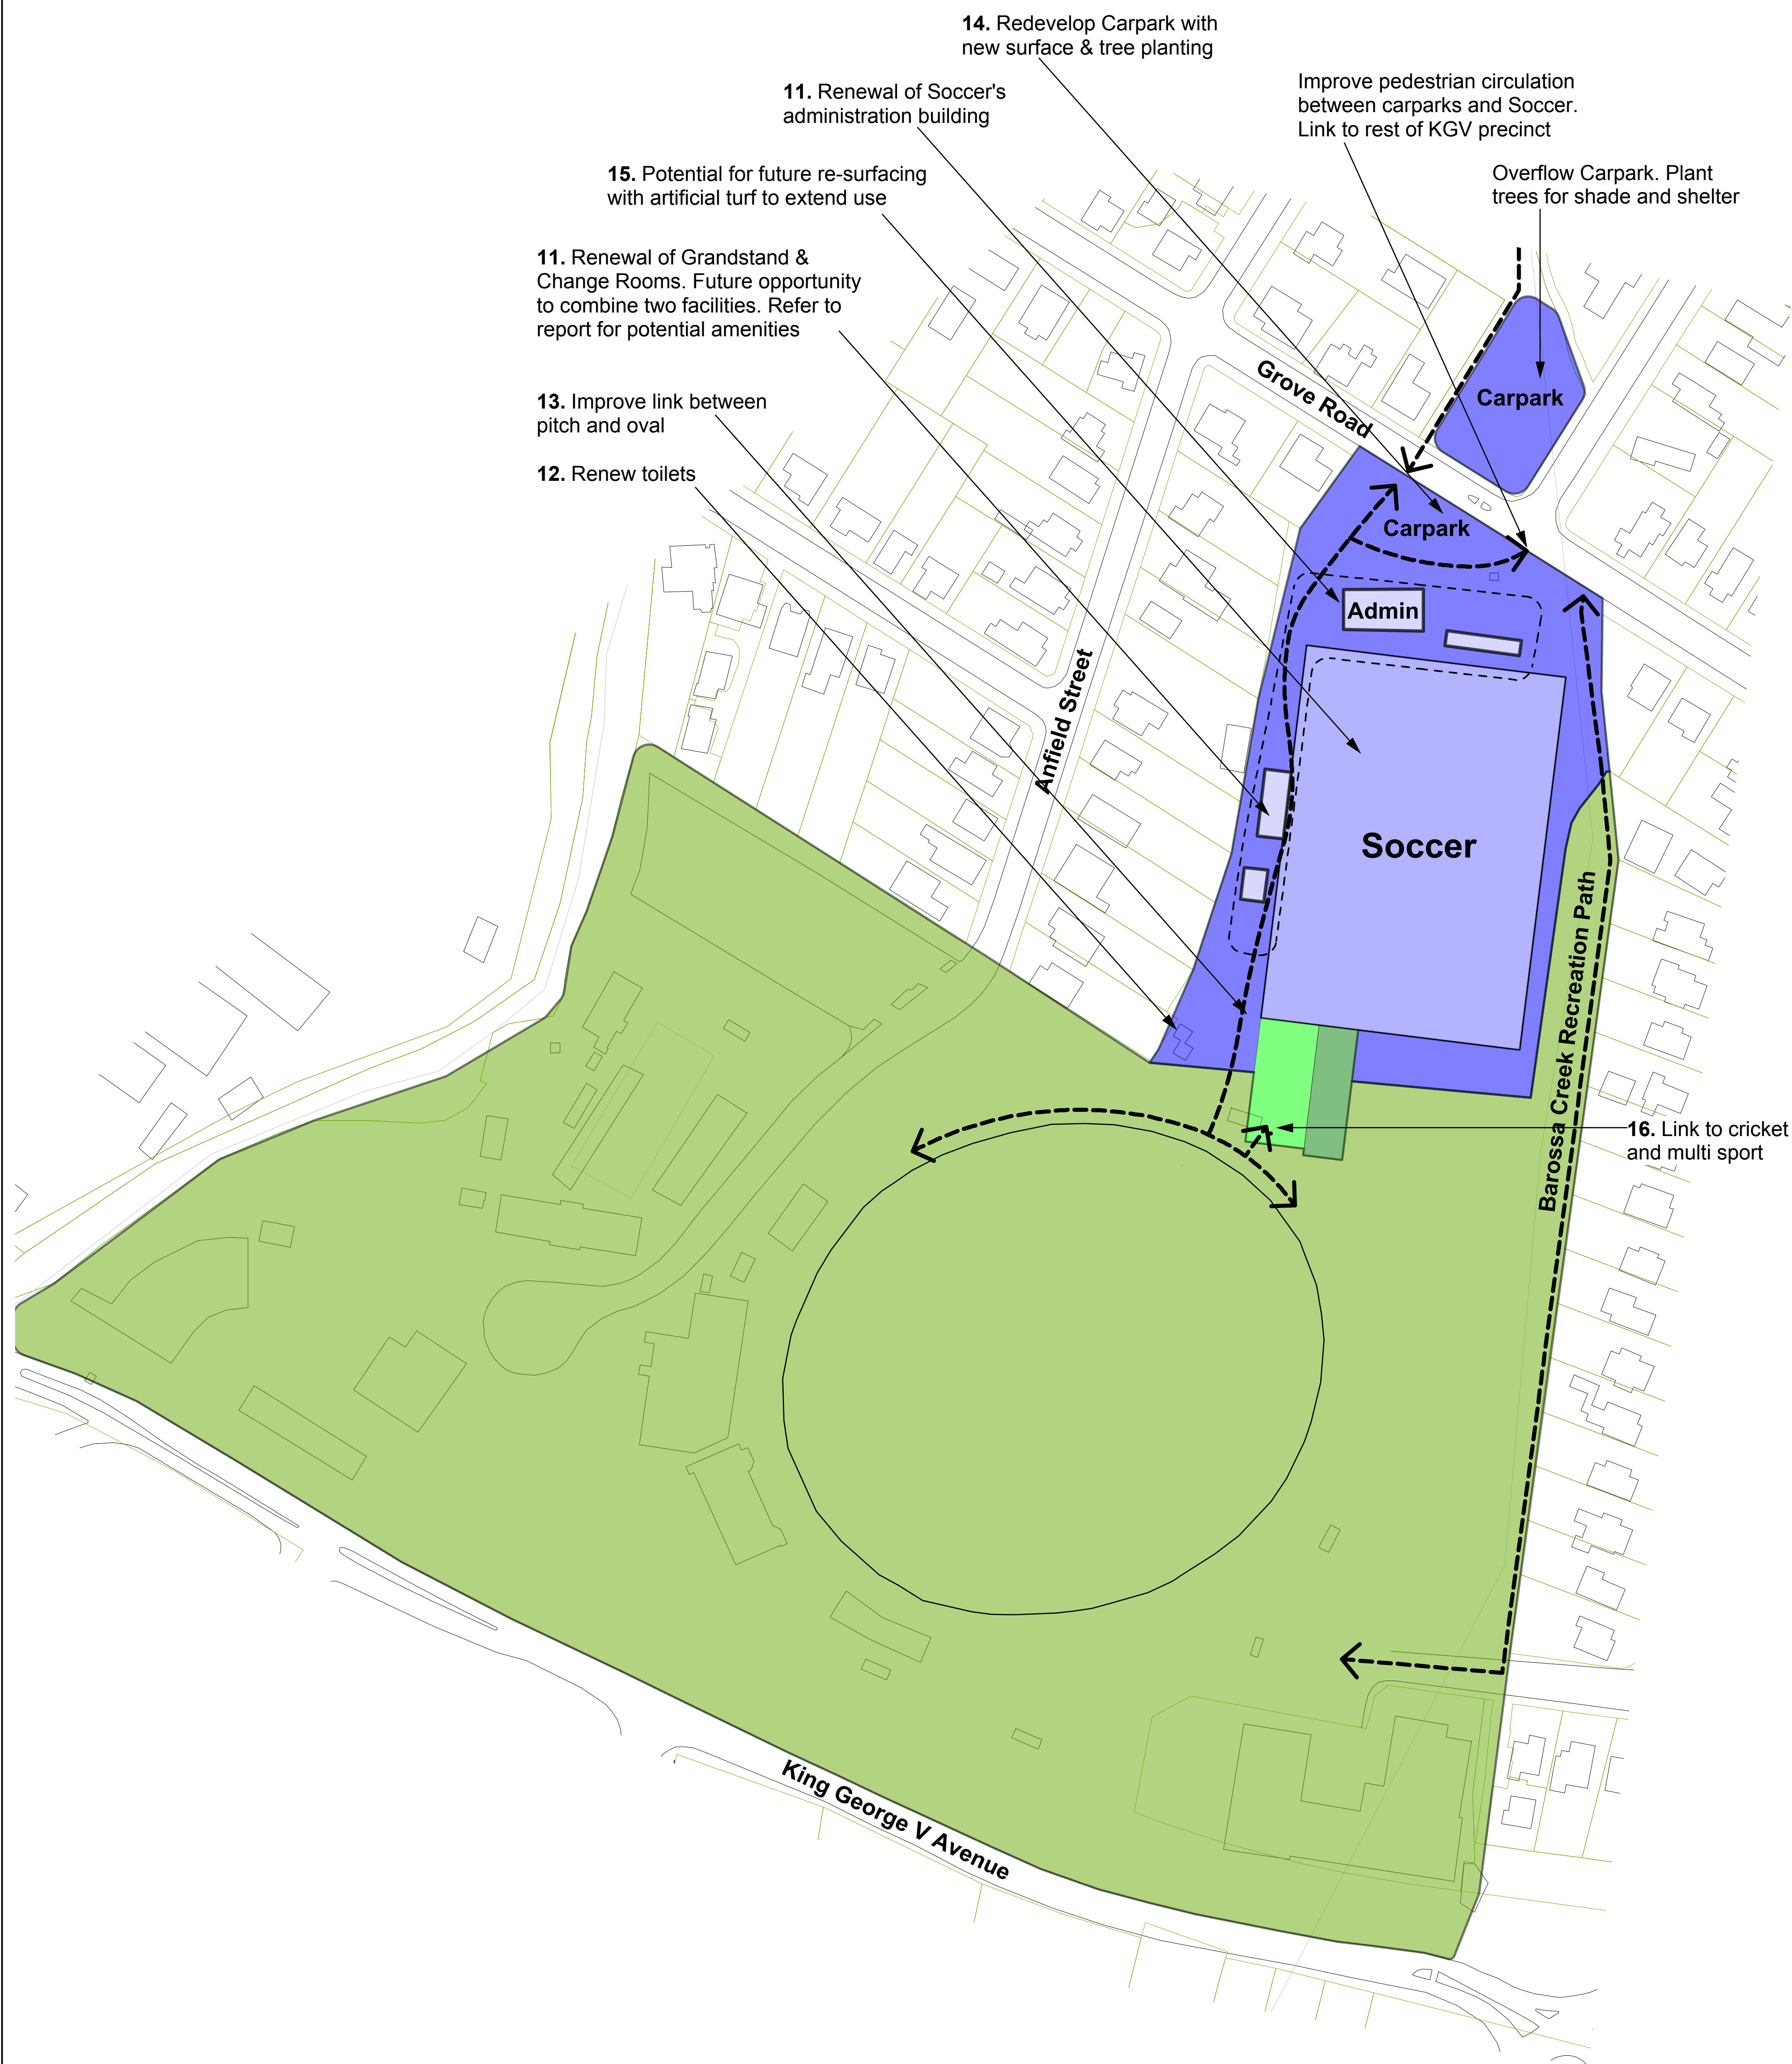 14. Redevelop Carpark with
new surface & tree planting
11. Renewal of Soccer's
administration building
Improve pedestrian circulation
between carparks and Soccer.
Link to rest of KGV precinct
15. Potential for future re-surfacing
with artificial turf to extend use
Overflow Carpark. Plant
trees for shade and shelter
11. Renewal of Grandstand &
Change Rooms. Future opportunity
to combine two facilities. Refer to
report for potential amenities
13. Improve link between
pitch and oval
12. Renew toilets
Grove Road
Carpark
Carpark
Admin
Anfield Street
Soccer
Barossa Creek Recreation Path
16. Link to cricket
and multi sport
King George V Avenue